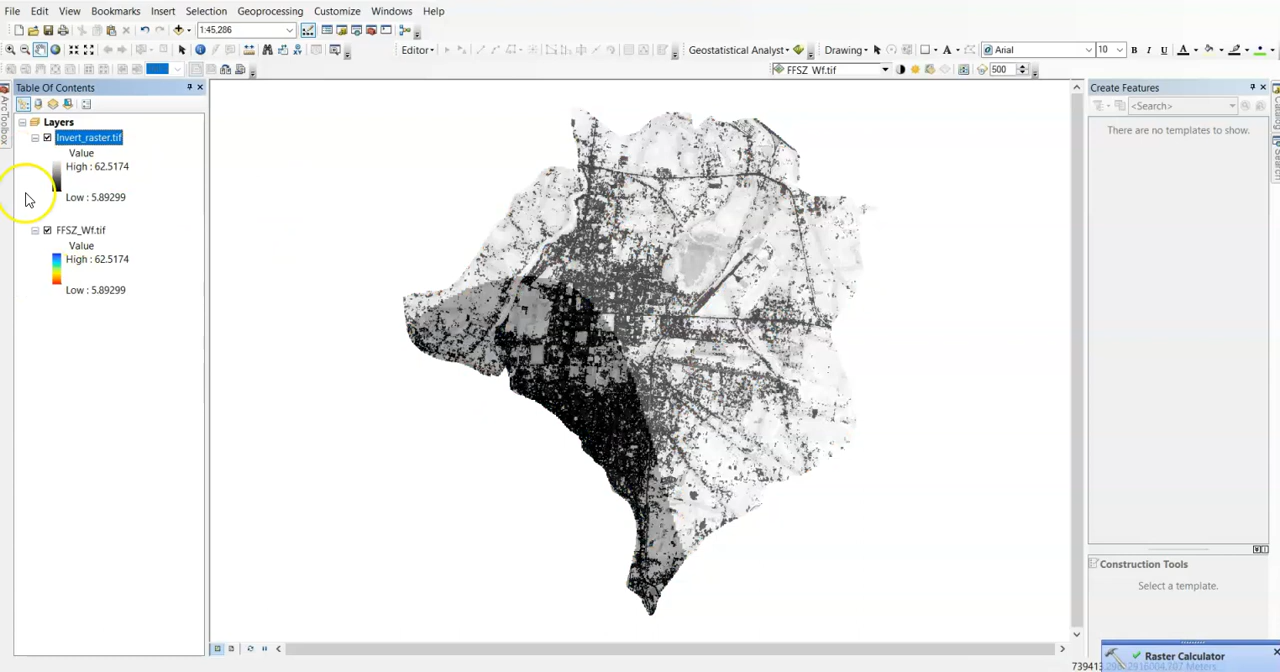 File Edit View Bookmarks Insert Selection Geoprocessing Customize Windows Help
1:45,286
Editor Geostatistical Analyst Drawing Arial 10 B I U A
FFSZ_Wf.tif 500
Table Of Contents
Layers
Invert_raster.tif
Value
High : 62.5174
Low : 5.89299
FFSZ_Wf.tif
Value
High : 62.5174
Low : 5.89299
ArcToolbox
Create Features
<Search>
There are no templates to show.
Construction Tools
Select a template.
Raster Calculator